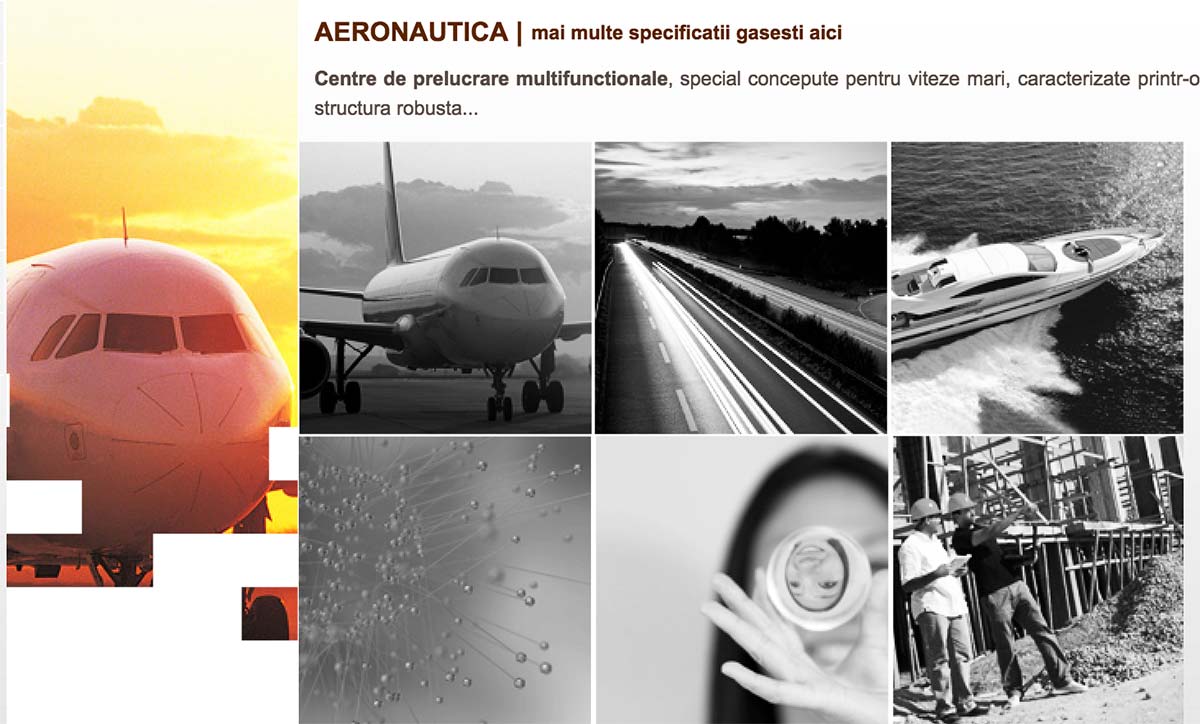 AERONAUTICA | mai multe specificatii gasesti aici
Centre de prelucrare multifunctionale, special concepute pentru viteze mari, caracterizate printr-o
structura robusta...